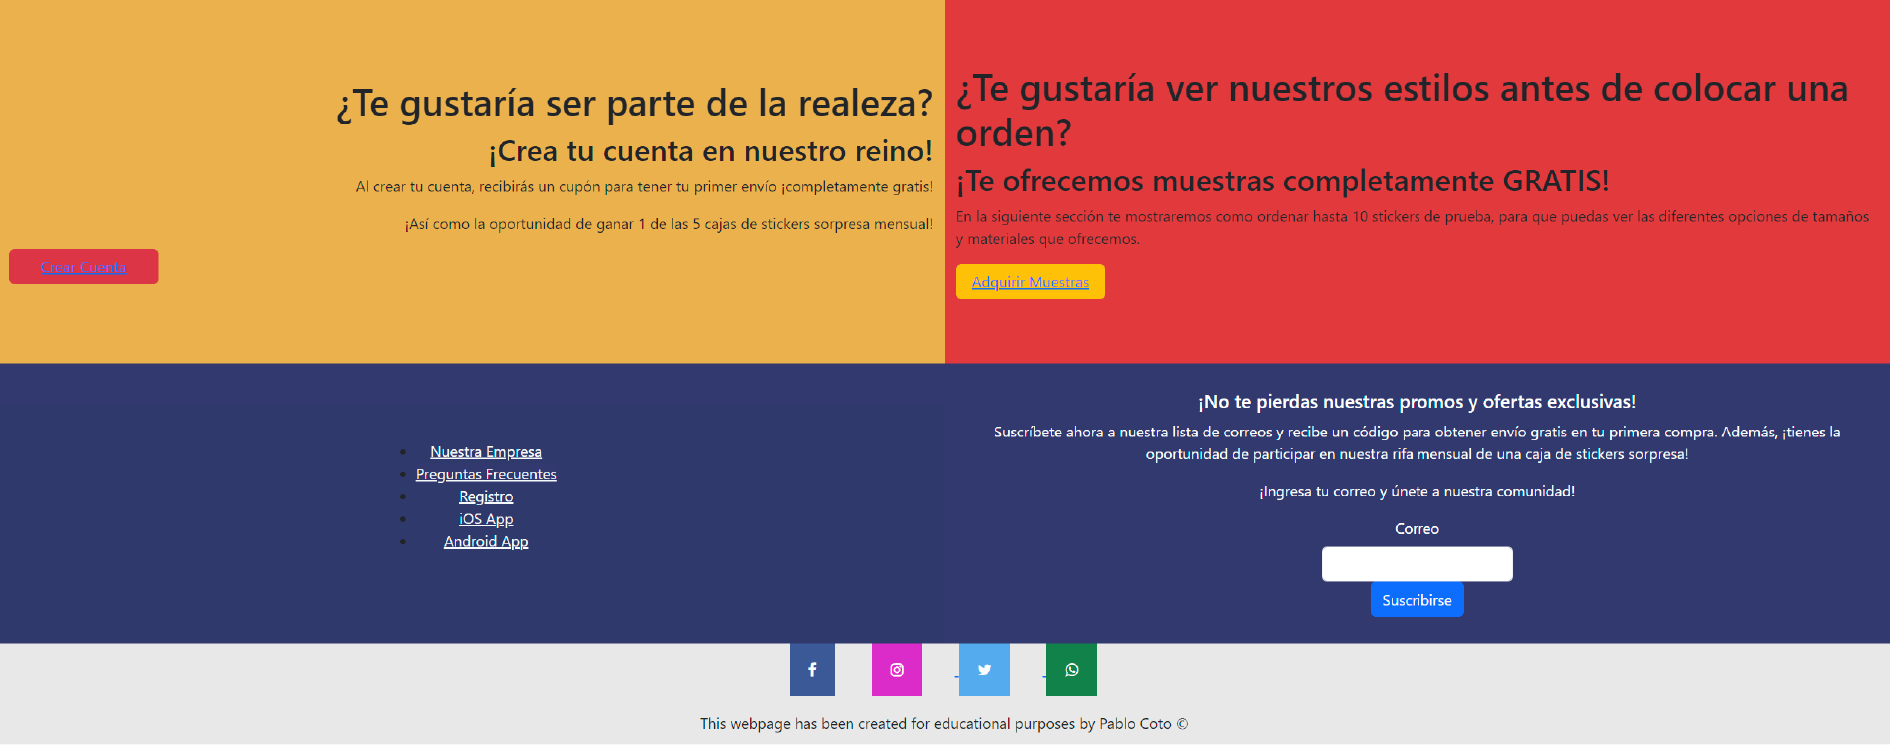 ¿Te gustaría ser parte de la realeza?
¡Crea tu cuenta en nuestro reino!
Al crear tu cuenta, recibirás un cupón para tener tu primer envío ¡completamente gratis!
¡Así como la oportunidad de ganar 1 de las 5 cajas de stickers sorpresa mensual!
Crear Cuenta
¿Te gustaría ver nuestros estilos antes de colocar una
orden?
¡Te ofrecemos muestras completamente GRATIS!
En la siguiente sección te mostraremos como ordenar hasta 10 stickers de prueba, para que puedas ver las diferentes opciones de tamaños
y materiales que ofrecemos.
Adquirir Muestras
Nuestra Empresa
Preguntas Frecuentes
Registro
iOS App
Android App
¡No te pierdas nuestras promos y ofertas exclusivas!
Suscríbete ahora a nuestra lista de correos y recibe un código para obtener envío gratis en tu primera compra. Además, ¡tienes la
oportunidad de participar en nuestra rifa mensual de una caja de stickers sorpresa!
¡Ingresa tu correo y únete a nuestra comunidad!
Correo
Suscribirse
This webpage has been created for educational purposes by Pablo Coto ©